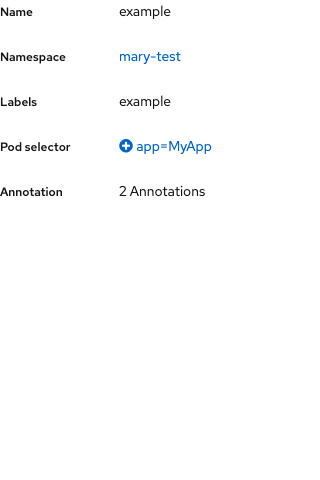 Name example
Namespace mary-test
Labels example
Pod selector app=MyApp
Annotation 2 Annotations